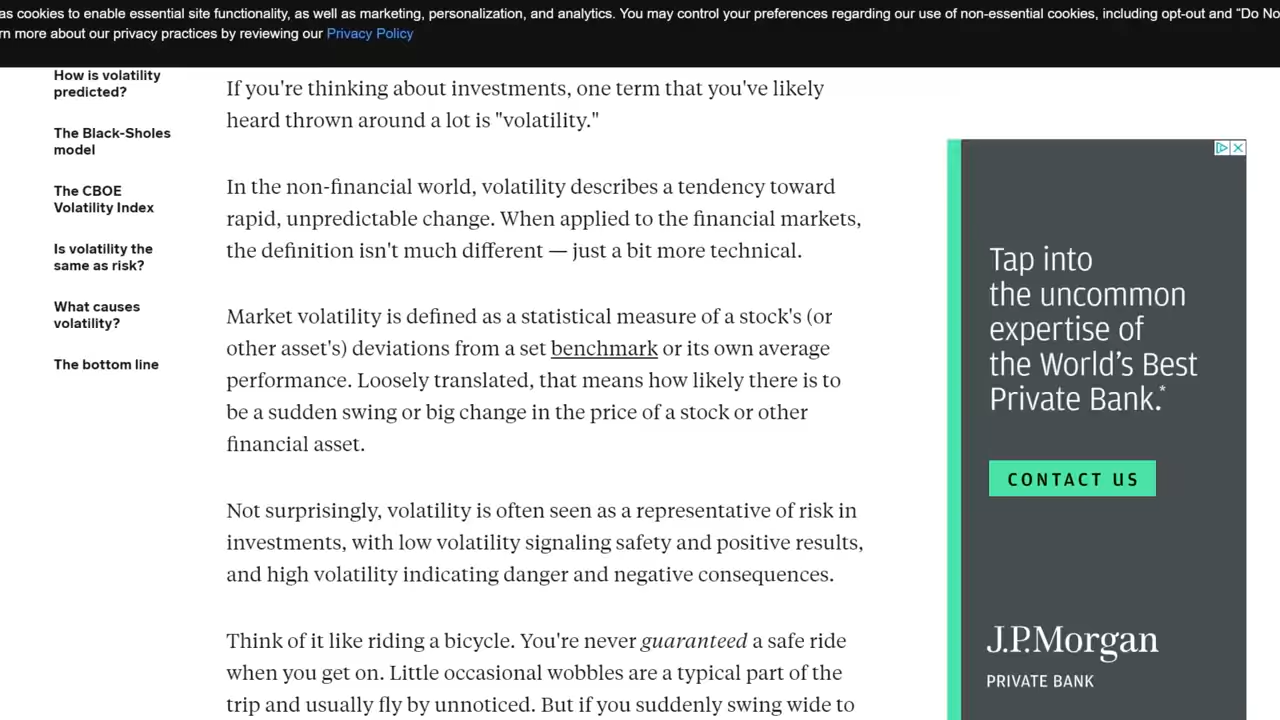 as cookies to enable essential site functionality, as well as marketing, personalization, and analytics. You may control your preferences regarding our use of non-essential cookies, including opt-out and “Do No
rn more about our privacy practices by reviewing our Privacy Policy
How is volatility
predicted?
The Black-Sholes
model
The CBOE
Volatility Index
Is volatility the
same as risk?
What causes
volatility?
The bottom line
If you're thinking about investments, one term that you've likely
heard thrown around a lot is "volatility."
In the non-financial world, volatility describes a tendency toward
rapid, unpredictable change. When applied to the financial markets,
the definition isn't much different — just a bit more technical.
Market volatility is defined as a statistical measure of a stock's (or
other asset's) deviations from a set benchmark or its own average
performance. Loosely translated, that means how likely there is to
be a sudden swing or big change in the price of a stock or other
financial asset.
Not surprisingly, volatility is often seen as a representative of risk in
investments, with low volatility signaling safety and positive results,
and high volatility indicating danger and negative consequences.
Think of it like riding a bicycle. You're never guaranteed a safe ride
when you get on. Little occasional wobbles are a typical part of the
trip and usually fly by unnoticed. But if you suddenly swing wide to
Tap into
the uncommon
expertise of
the World’s Best
Private Bank.*
CONTACT US
J.P.Morgan
PRIVATE BANK